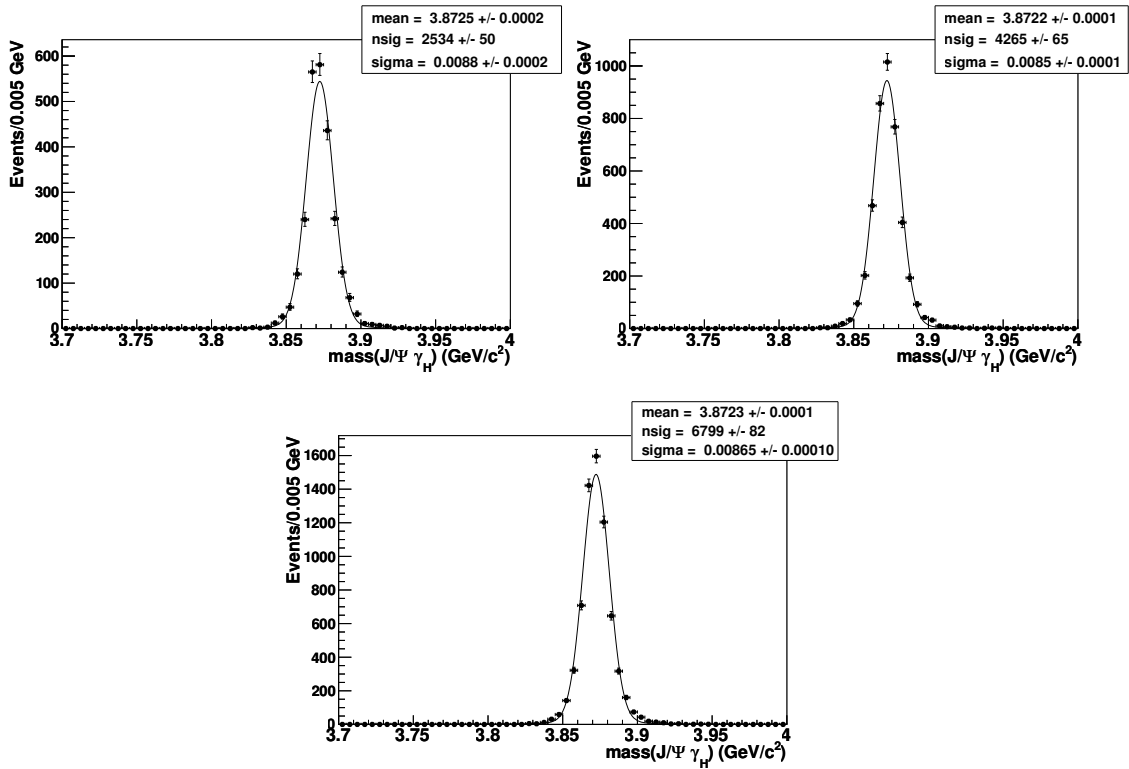 mean = 3.8725 +/- 0.0002
nsig = 2534 +/- 50
sigma = 0.0088 +/- 0.0002
Events/0.005 GeV
600
500
400
300
200
100
0
3.7 3.75 3.8 3.85 3.9 3.95 4
mass(J/Ψ γ_H) (GeV/c²)
mean = 3.8722 +/- 0.0001
nsig = 4265 +/- 65
sigma = 0.0085 +/- 0.0001
Events/0.005 GeV
1000
800
600
400
200
0
3.7 3.75 3.8 3.85 3.9 3.95 4
mass(J/Ψ γ_H) (GeV/c²)
mean = 3.8723 +/- 0.0001
nsig = 6799 +/- 82
sigma = 0.00865 +/- 0.00010
Events/0.005 GeV
1600
1400
1200
1000
800
600
400
200
0
3.7 3.75 3.8 3.85 3.9 3.95 4
mass(J/Ψ γ_H) (GeV/c²)